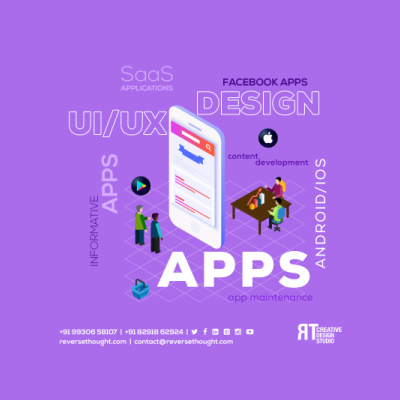 SaaS
APPLICATIONS
FACEBOOK APPS
DESIGN
UI/UX
content
development
INFORMATIVE
APPS
ANDROID/IOS
APPS
app maintenance
+91 99306 58107 | +91 82918 62924 |
reversethought.com | contact@reversethought.com
RT CREATIVE
DESIGN
STUDIO